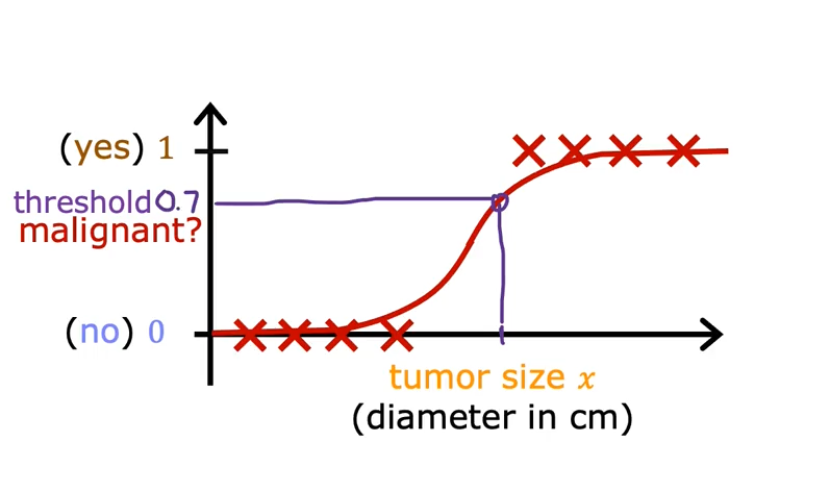 (yes) 1
threshold 0.7
malignant?
(no) 0
tumor size x
(diameter in cm)